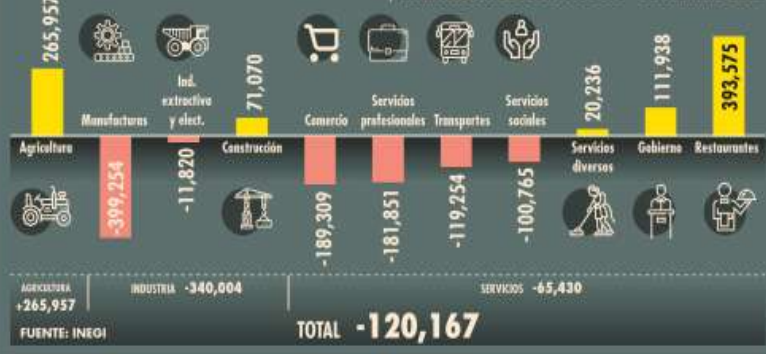 265,957
Agricultura
Manufacturas
-399,254
Ind.
extractiva
y elect.
-11,820
71,070
Construcción
Comercio
-189,309
Servicios
profesionales
-181,851
Transportes
-119,254
Servicios
sociales
-100,765
20,236
Servicios
diversos
111,938
Gobierno
393,575
Restaurantes
AGRICULTURA
+265,957
INDUSTRIA -340,004
SERVICIOS -65,430
FUENTE: INEGI
TOTAL -120,167